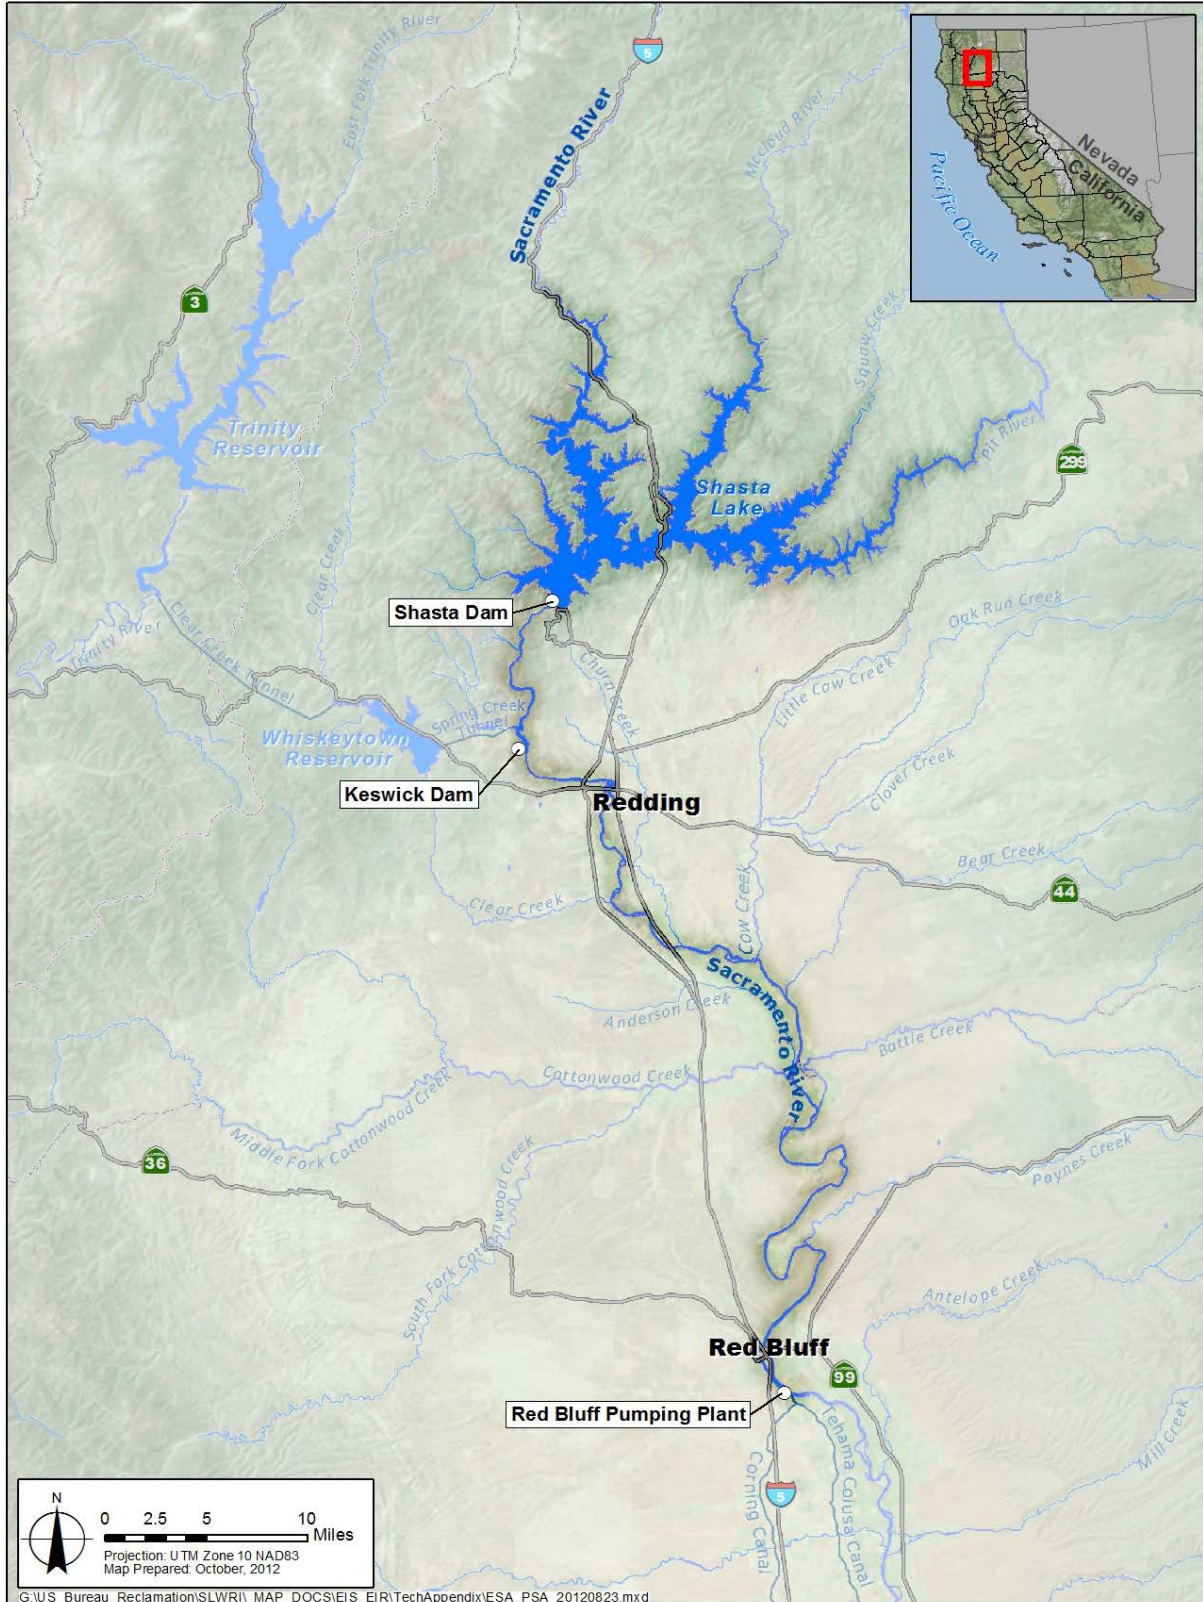 East Fork Trinity River
5
Sacramento River
McCloud River
Nevada
California
Pacific Ocean
3
Squaw Creek
Trinity
Reservoir
Pit River
299
Shasta
Lake
Clear Creek
Shasta Dam
Oak Run Creek
Trinity River
Clear Creek Tunnel
Churn Creek
Little Cow Creek
Spring Creek
Tunnel
Whiskeytown
Reservoir
Keswick Dam
Redding
Clover Creek
Bear Creek
44
Clear Creek
Cow Creek
Sacramento River
Anderson Creek
Battle Creek
Cottonwood Creek
Middle Fork Cottonwood Creek
36
South Fork Cottonwood Creek
Paynes Creek
Antelope Creek
Red Bluff
99
Red Bluff Pumping Plant
Tehama Colusa Canal
Corning Canal
Mill Creek
5
N
0 2.5 5 10
Miles
Projection: UTM Zone 10 NAD83
Map Prepared: October, 2012
G:\US_Bureau_Reclamation\SLWRI\_MAP_DOCS\EIS_EIR\TechAppendix\ESA_PSA_20120823.mxd